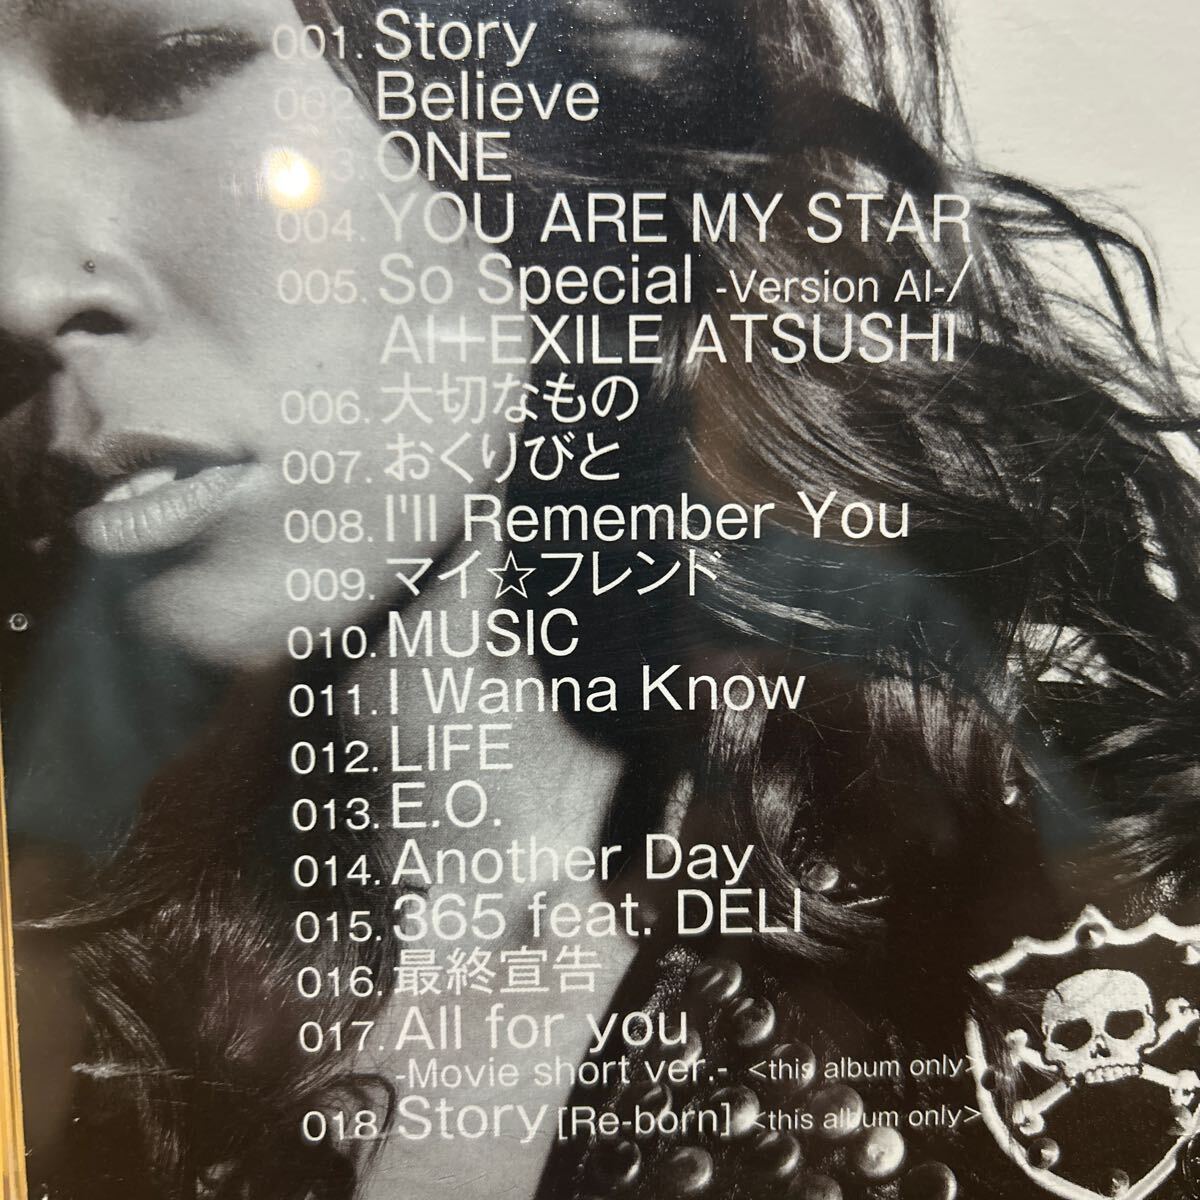 001. Story
002. Believe
003. ONE
004. YOU ARE MY STAR
005. So Special -Version AI-/
AI+EXILE ATSUSHI
006. 大切なもの
007. おくりびと
008. I'll Remember You
009. マイ☆フレンド
010. MUSIC
011. I Wanna Know
012. LIFE
013. E.O.
014. Another Day
015. 365 feat. DELI
016. 最終宣告
017. All for you
-Movie short ver.- <this album only>
018. Story [Re-born] <this album only>